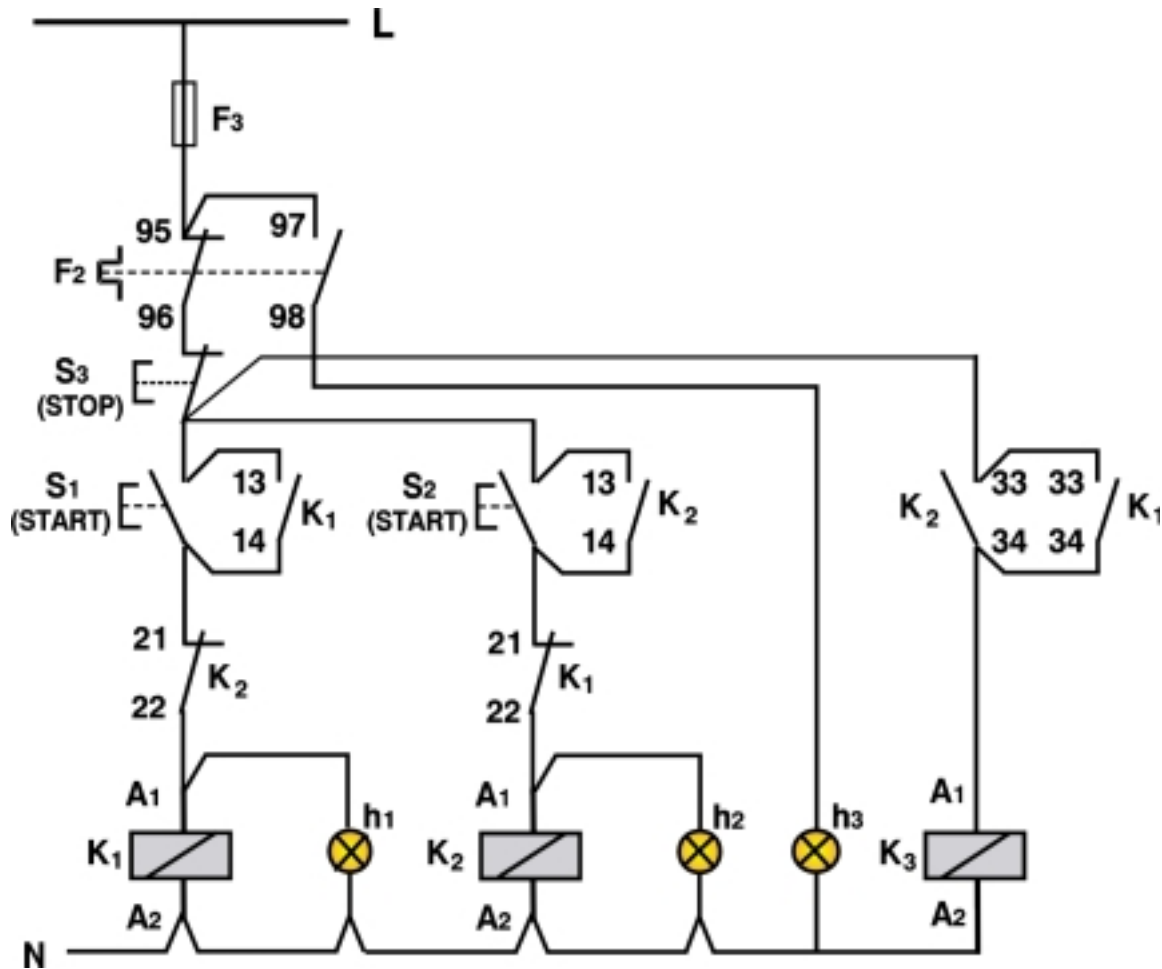 L
F3
95 97
F2
96 98
S3
(STOP)
S1
(START)
13
14
K1
S2
(START)
13
14
K2
K2
33 33
34 34
K1
21
22
K2
21
22
K1
A1
h1
A1
h2
h3
A1
K1
K2
K3
A2
A2
A2
N